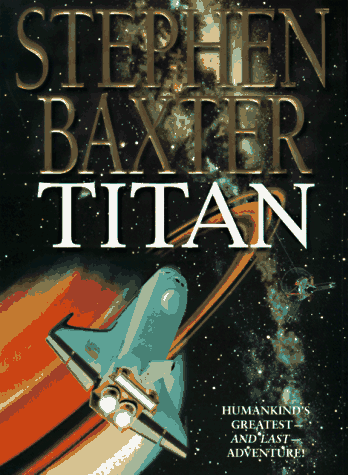 STEPHEN
BAXTER
TITAN
HUMANKIND'S
GREATEST—
AND LAST—
ADVENTURE!